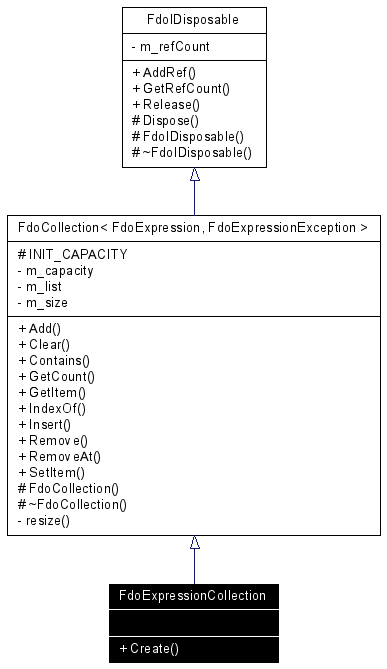 FdoIDisposable
- m_refCount
+ AddRef()
+ GetRefCount()
+ Release()
# Dispose()
# FdoIDisposable()
# ~FdoIDisposable()
FdoCollection< FdoExpression, FdoExpressionException >
# INIT_CAPACITY
- m_capacity
- m_list
- m_size
+ Add()
+ Clear()
+ Contains()
+ GetCount()
+ GetItem()
+ IndexOf()
+ Insert()
+ Remove()
+ RemoveAt()
+ SetItem()
# FdoCollection()
# ~FdoCollection()
- resize()
FdoExpressionCollection
+ Create()